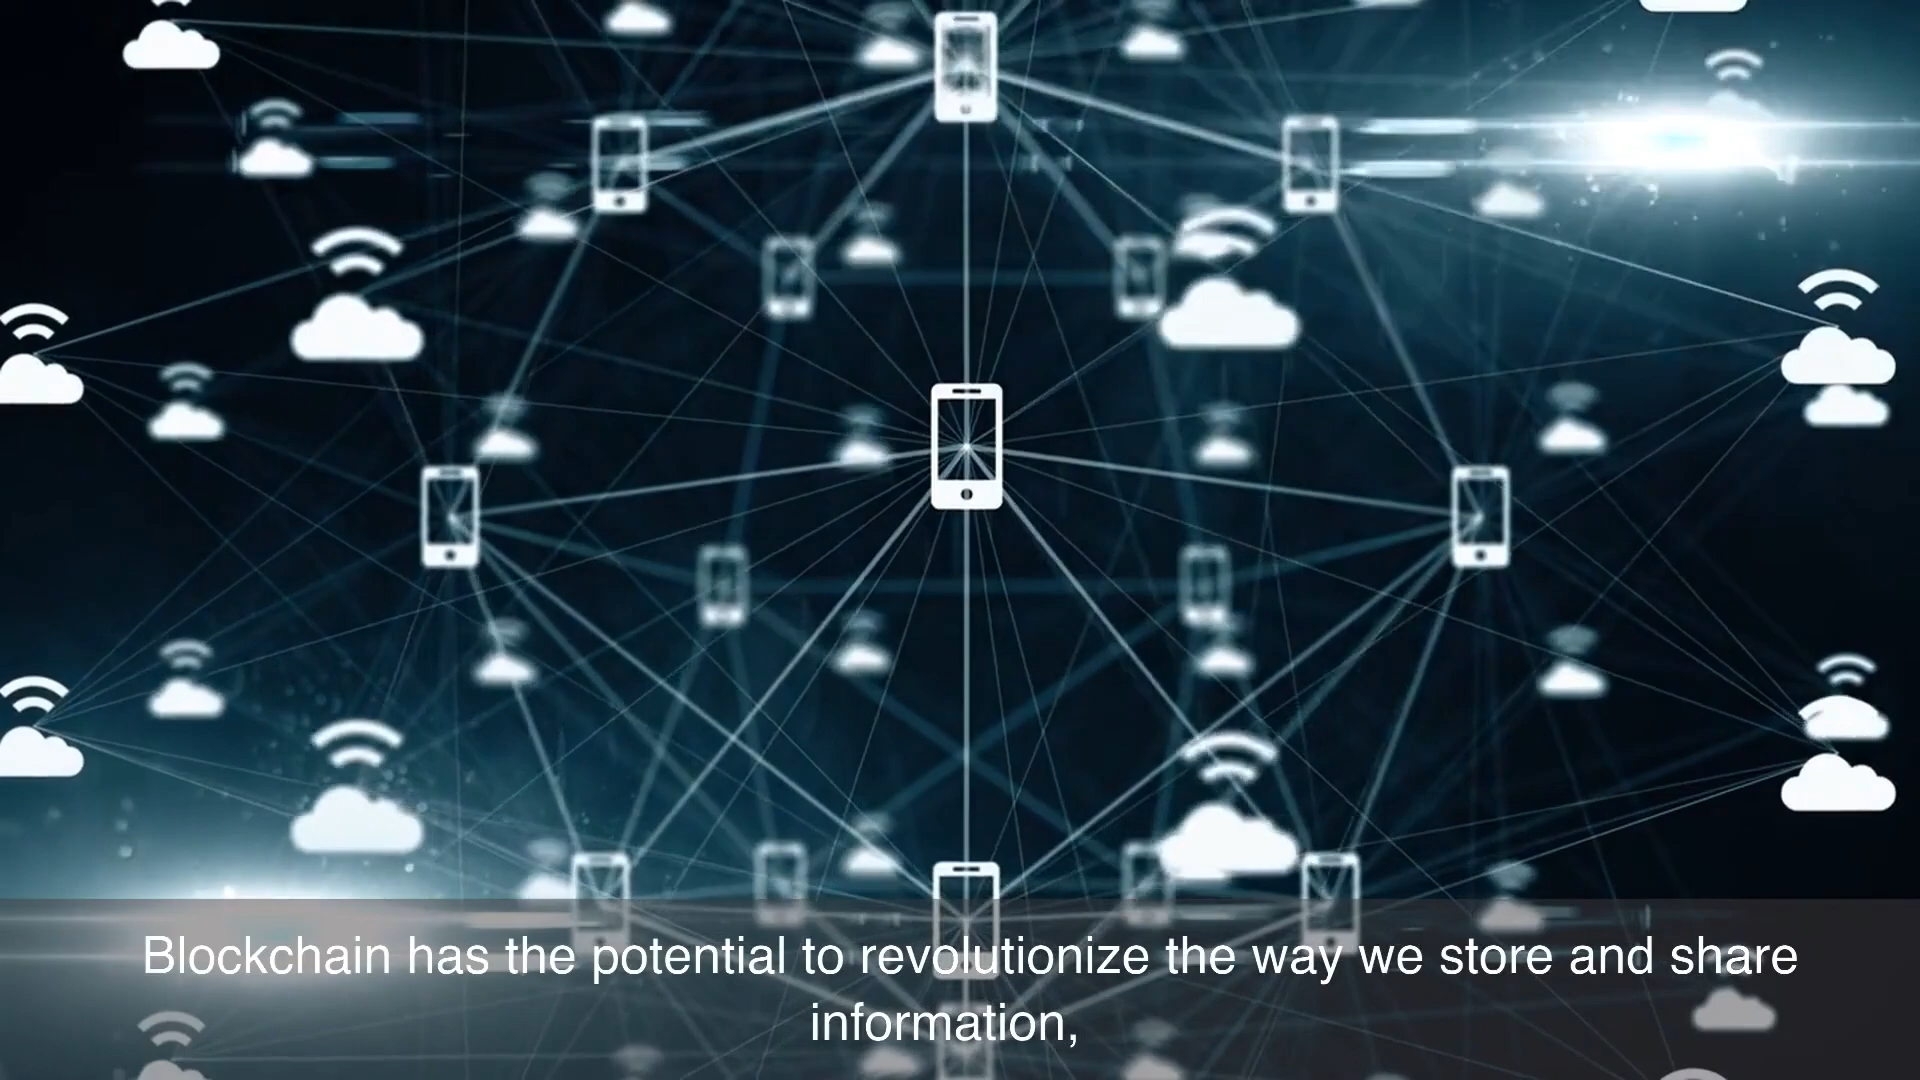 Blockchain has the potential to revolutionize the way we store and share
information,